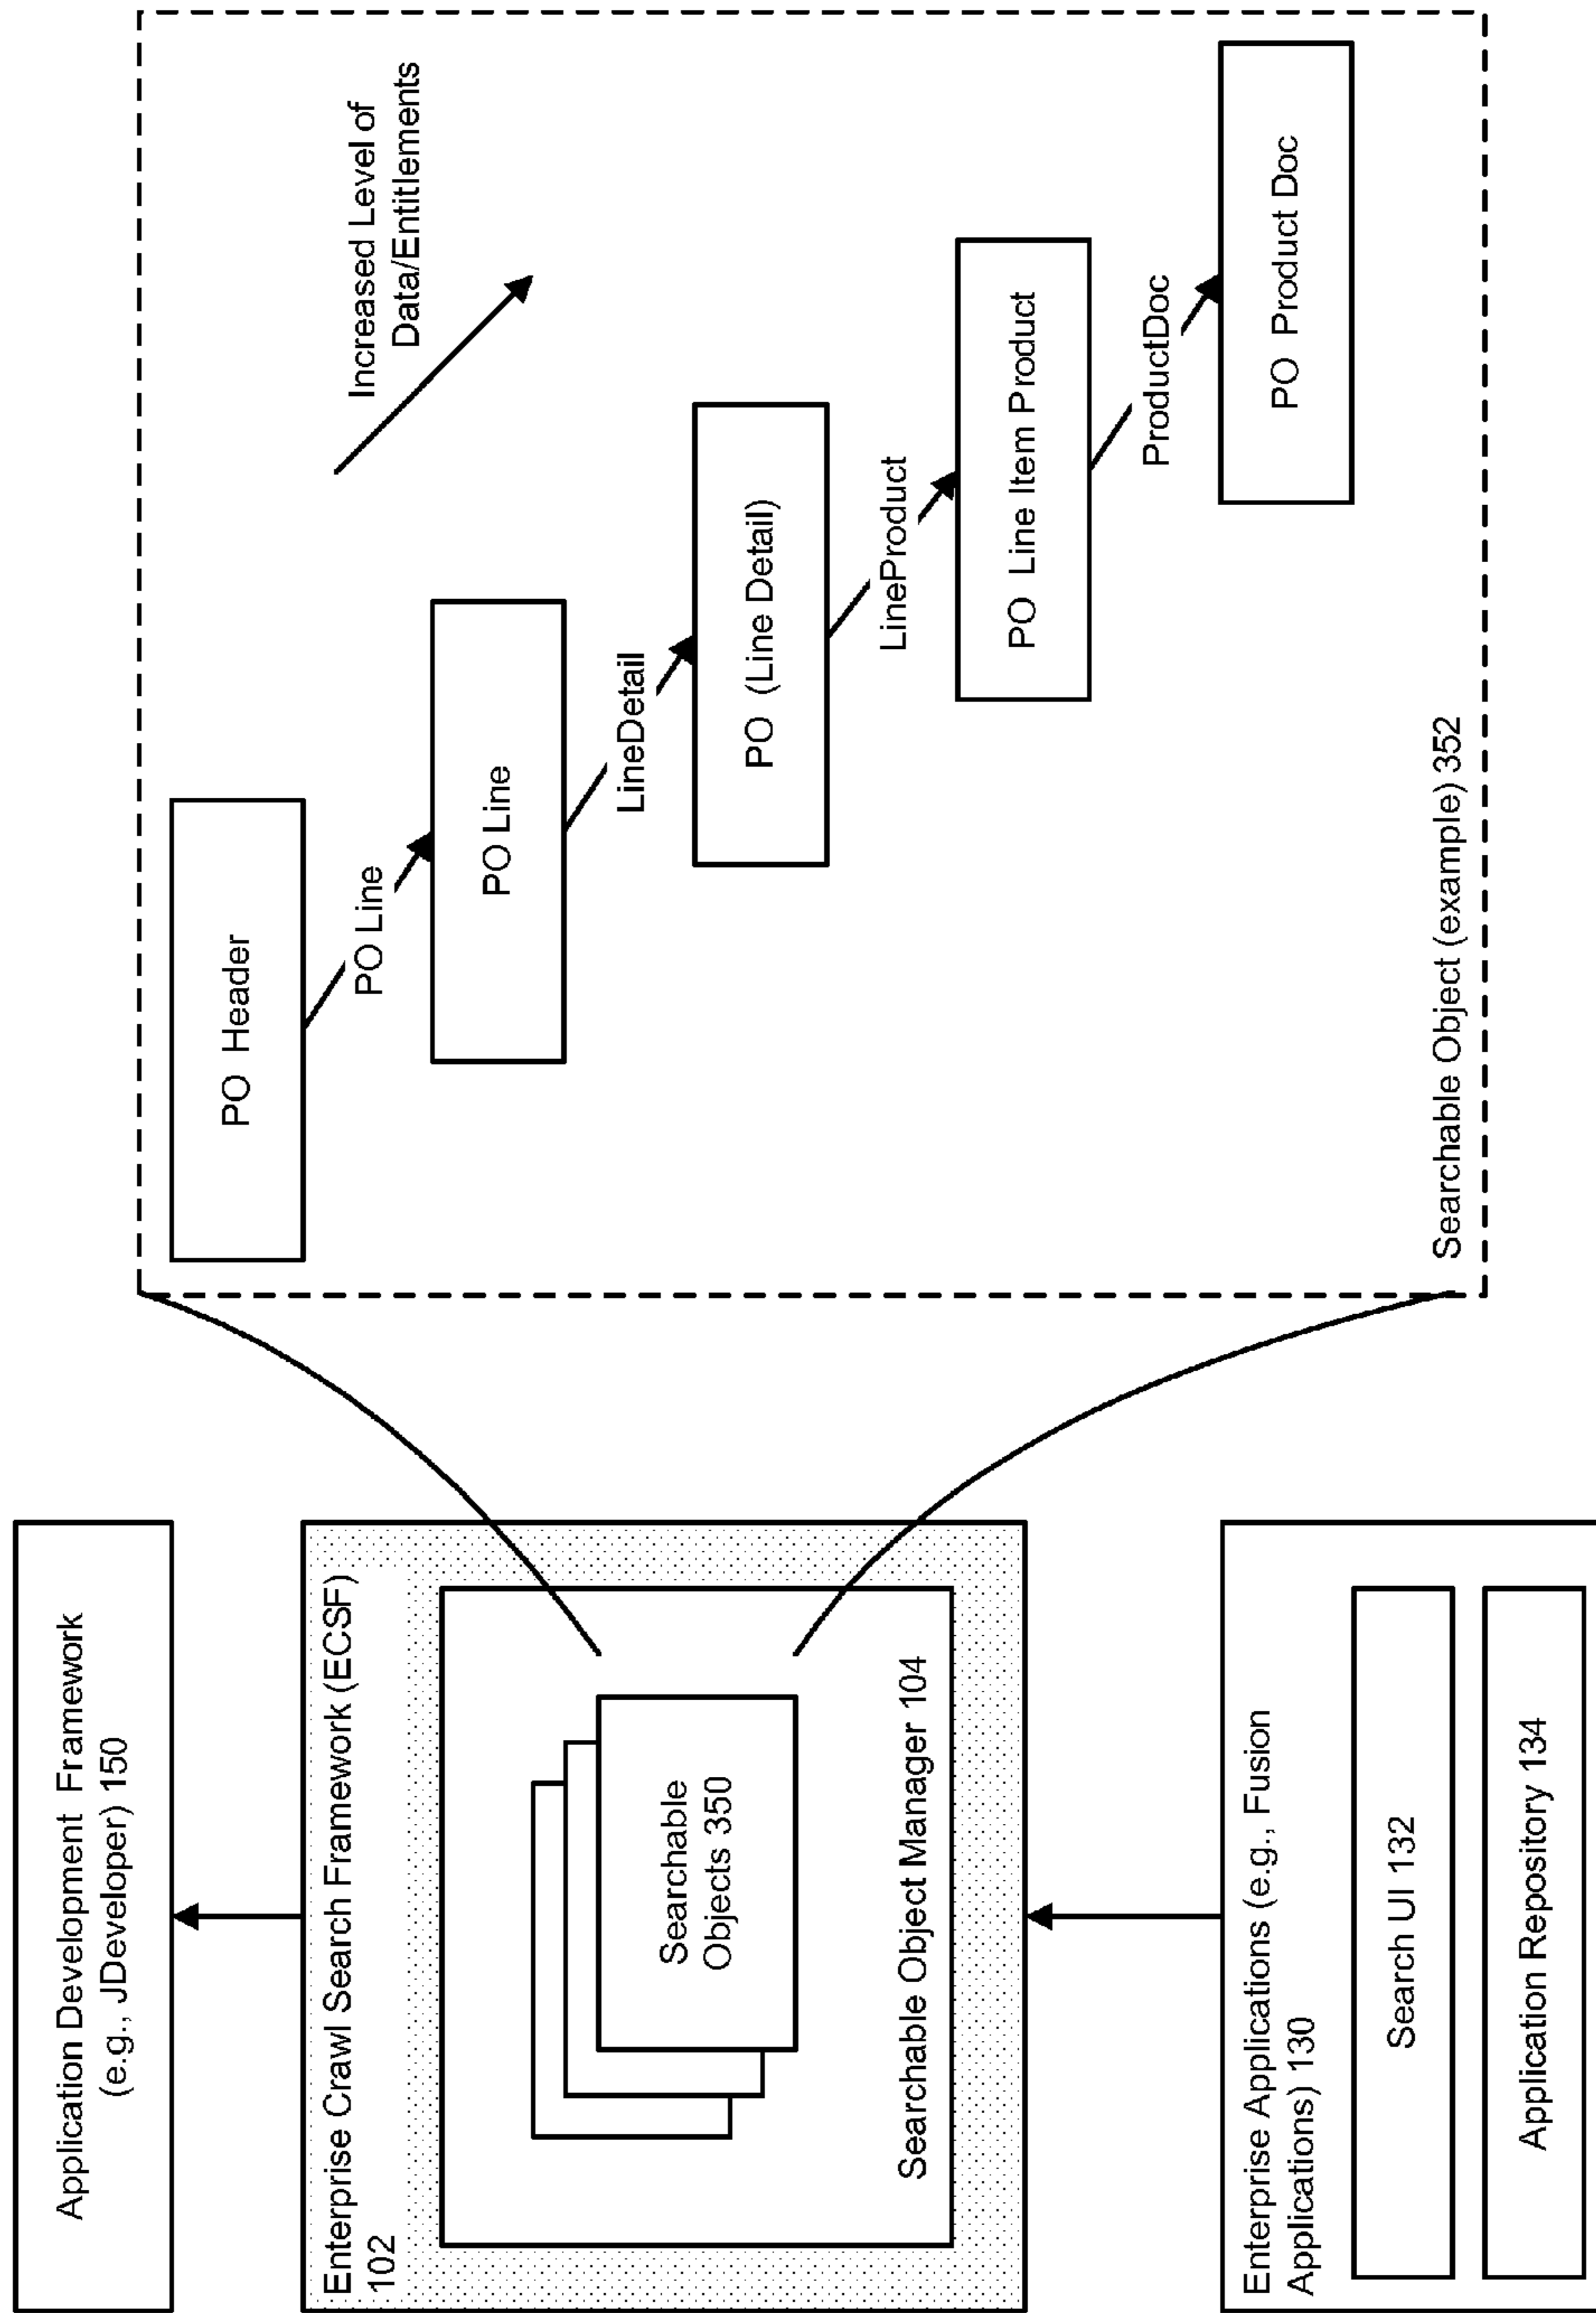 Application Development Framework
(e.g., JDeveloper) 150
Enterprise Crawl Search Framework (ECSF)
102
Searchable
Objects 350
Searchable Object Manager 104
Enterprise Applications (e.g., Fusion
Applications) 130
Search UI 132
Application Repository 134
PO Header
PO Line
PO Line
LineDetail
PO (Line Detail)
LineProduct
PO Line Item Product
ProductDoc
PO Product Doc
Increased Level of
Data/Entitlements
Searchable Object (example) 352